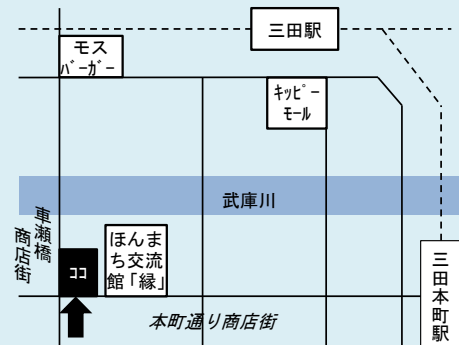 三田駅
モス
ﾊﾞｰｶﾞｰ
ｷｯﾋﾟｰ
ﾓｰﾙ
武庫川
車瀬橋
商店街
ほんま
ち交流
館「縁」
ココ
三田本町駅
本町通り商店街